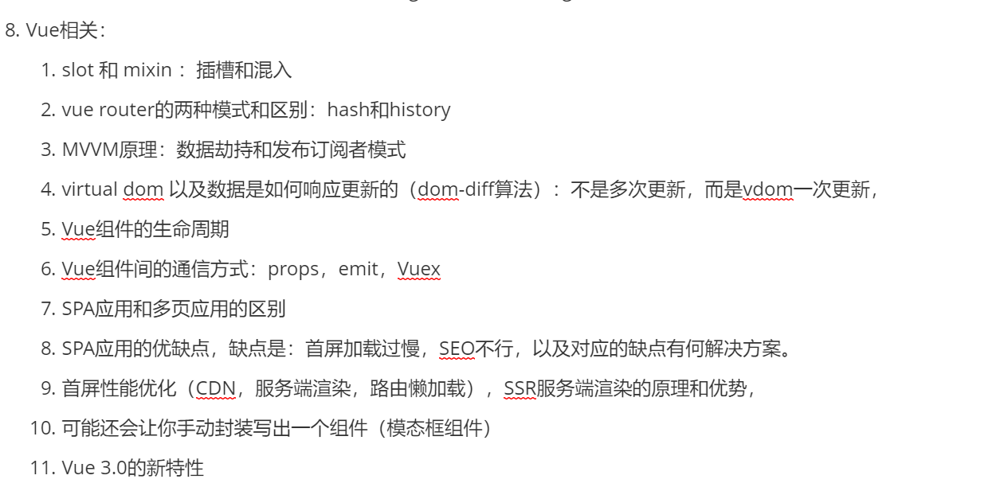 8. Vue相关：
1. slot 和 mixin ：插槽和混入
2. vue router的两种模式和区别：hash和history
3. MVVM原理：数据劫持和发布订阅者模式
4. virtual dom 以及数据是如何响应更新的（dom-diff算法）：不是多次更新，而是vdom一次更新，
5. Vue组件的生命周期
6. Vue组件间的通信方式：props，emit，Vuex
7. SPA应用和多页应用的区别
8. SPA应用的优缺点，缺点是：首屏加载过慢，SEO不行，以及对应的缺点有何解决方案。
9. 首屏性能优化（CDN，服务端渲染，路由懒加载），SSR服务端渲染的原理和优势，
10. 可能还会让你手动封装写出一个组件（模态框组件）
11. Vue 3.0的新特性